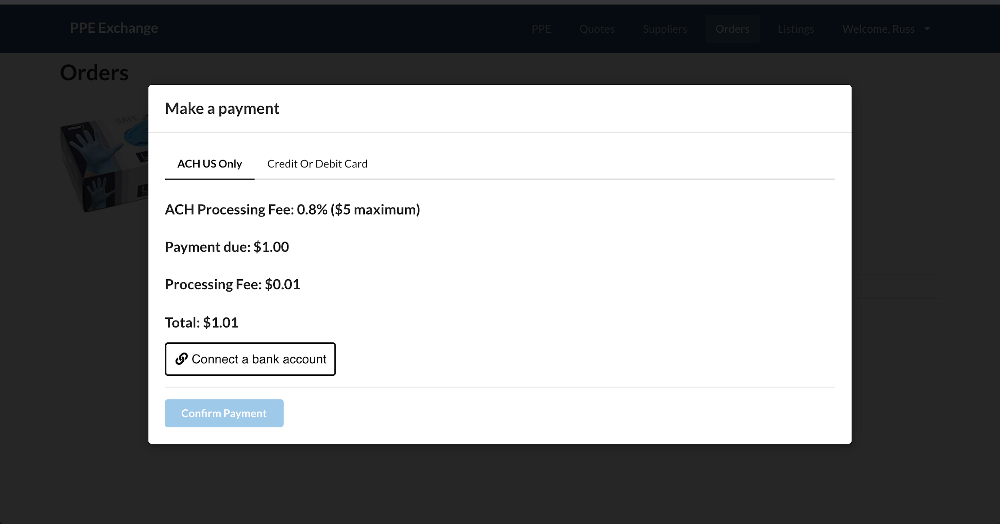 PPE Exchange
PPE
Quotes
Suppliers
Orders
Listings
Welcome, Russ
Orders
SAFE
Make a payment
ACH US Only
Credit Or Debit Card
ACH Processing Fee: 0.8% ($5 maximum)
Payment due: $1.00
Processing Fee: $0.01
Total: $1.01
Connect a bank account
Confirm Payment